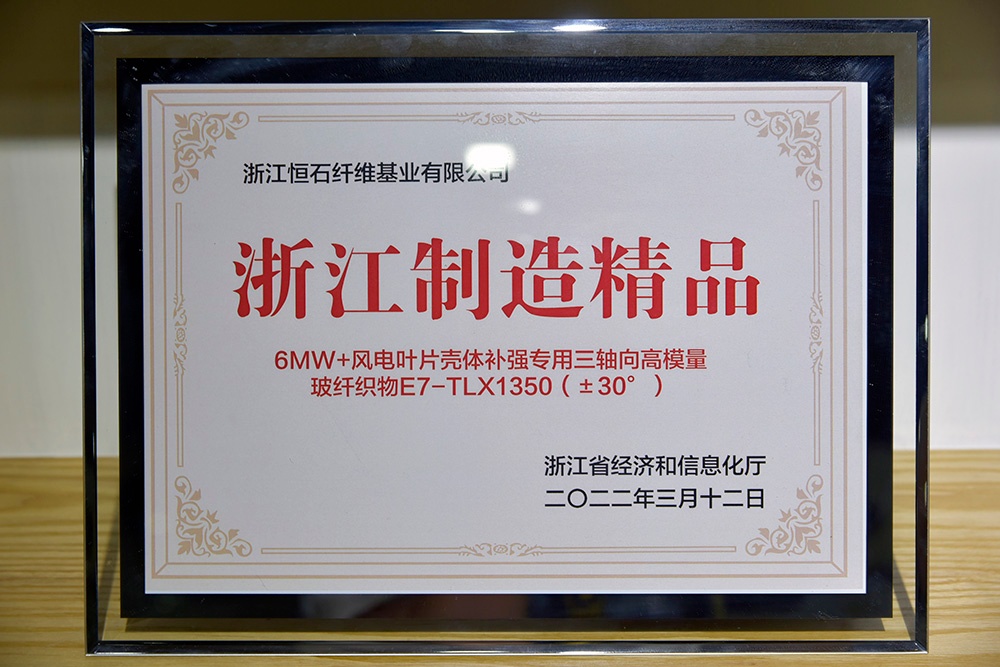 浙江恒石纤维基业有限公司
浙江制造精品
6MW+风电叶片壳体补强专用三轴向高模量
玻纤织物E7-TLX1350（±30°）
浙江省经济和信息化厅
二〇二二年三月十二日